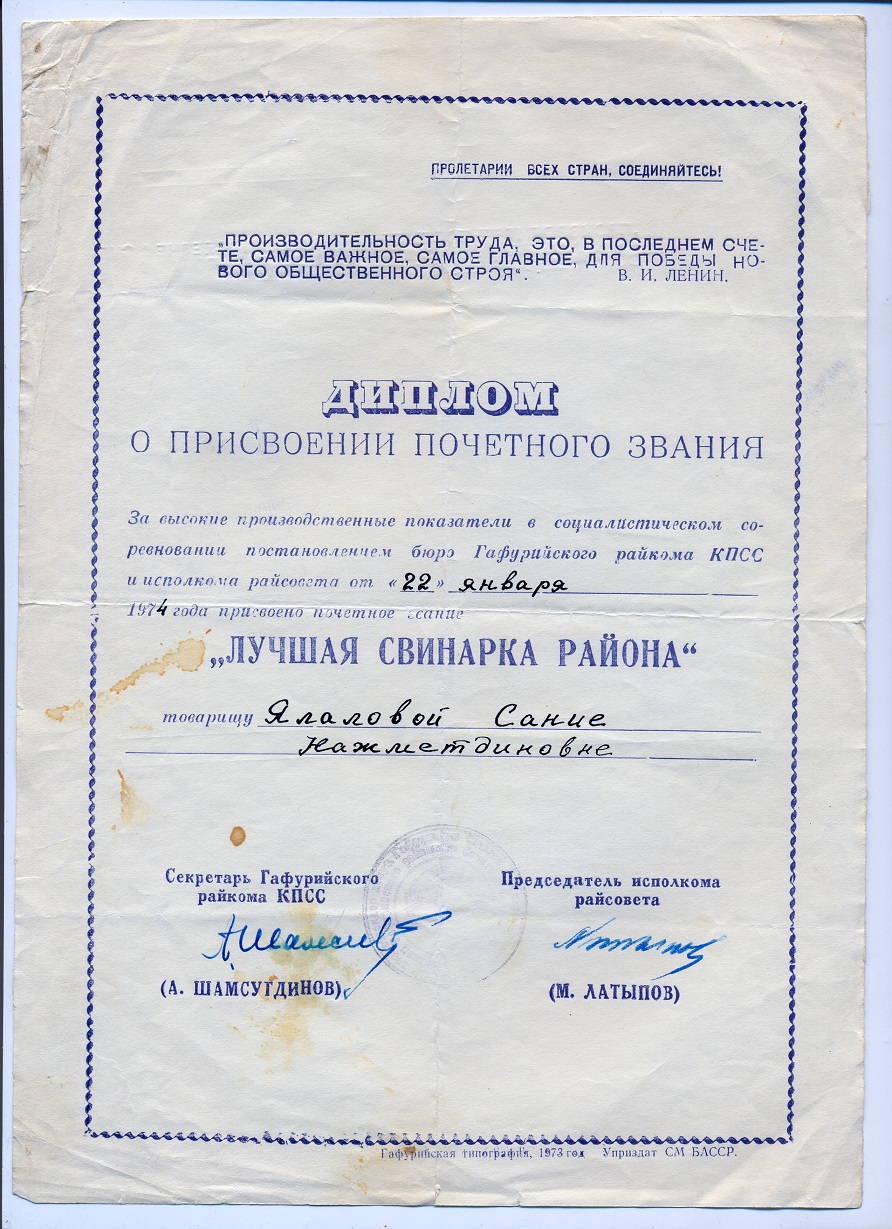 ПРОЛЕТАРИИ ВСЕХ СТРАН, СОЕДИНЯЙТЕСЬ!
„ПРОИЗВОДИТЕЛЬНОСТЬ ТРУДА, ЭТО, В ПОСЛЕДНЕМ СЧЕ-
ТЕ, САМОЕ ВАЖНОЕ, САМОЕ ГЛАВНОЕ, ДЛЯ ПОБЕДЫ НО-
ВОГО ОБЩЕСТВЕННОГО СТРОЯ“. В. И. ЛЕНИН.
ДИПЛОМ
О ПРИСВОЕНИИ ПОЧЕТНОГО ЗВАНИЯ
За высокие производственные показатели в социалистическом со-
ревновании постановлением бюро Гафурийского райкома КПСС
и исполкома райсовета от «22» января
1974 года присвоено почетное звание
„ЛУЧШАЯ СВИНАРКА РАЙОНА“
товарищу Ялаловой Сание
Нажметдиновне
Секретарь Гафурийского
райкома КПСС
Председатель исполкома
райсовета
(А. ШАМСУТДИНОВ)
(М. ЛАТЫПОВ)
Гафурийская типография, 1973 год Уприздат СМ БАССР.